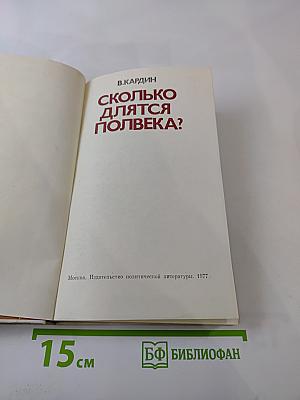 В.КАРДИН
СКОЛЬКО
ДЛЯТСЯ
ПОЛВЕКА?
Москва. Издательство политической литературы. 1977
15 см
БФ БИБЛИОФАН